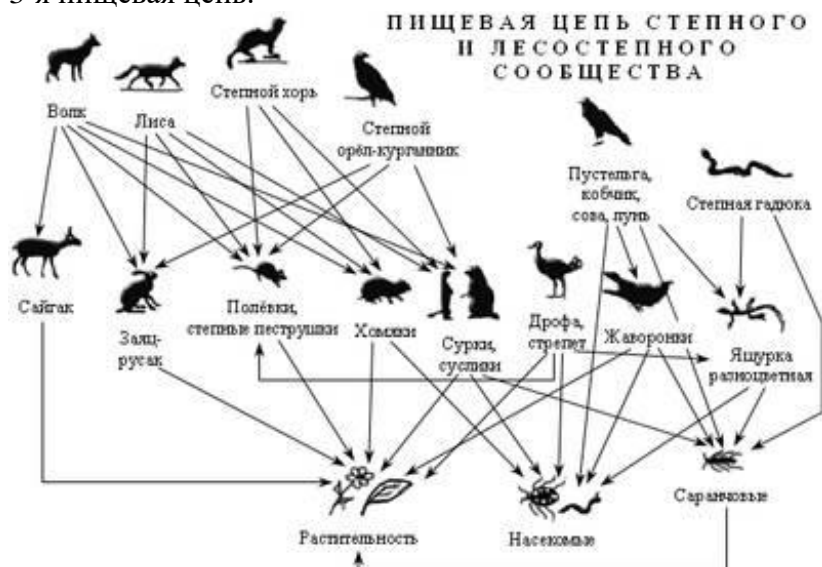 3-я пищевая цепь:
ПИЩЕВАЯ ЦЕПЬ СТЕПНОГО
И ЛЕСОСТЕПНОГО
СООБЩЕСТВА
Волк
Лиса
Степной хорь
Степной
орёл-курганник
Пустельга,
кобчик,
сова, лунь
Степная гадюка
Сайгак
Заяц-
русак
Полёвки,
степные пеструшки
Хомяки
Сурки,
суслики
Дрофа,
стрепет
Жаворонки
Ящурка
разноцветная
Растительность
Насекомые
Саранчовые